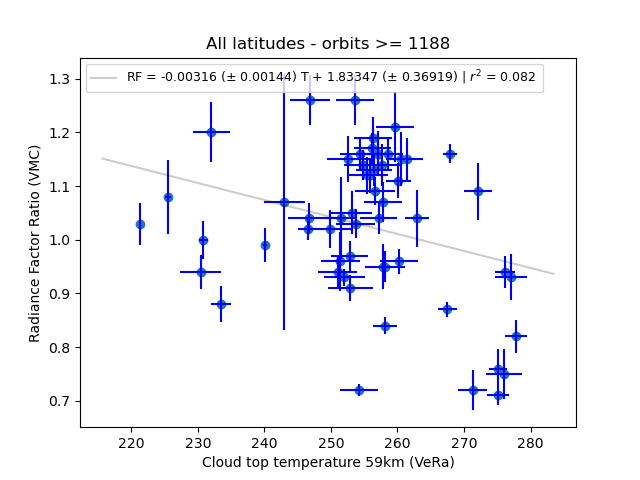 All latitudes - orbits >= 1188
RF = -0.00316 (± 0.00144) T + 1.83347 (± 0.36919) | r² = 0.082
Radiance Factor Ratio (VMC)
1.3
1.2
1.1
1.0
0.9
0.8
0.7
220 230 240 250 260 270 280
Cloud top temperature 59km (VeRa)